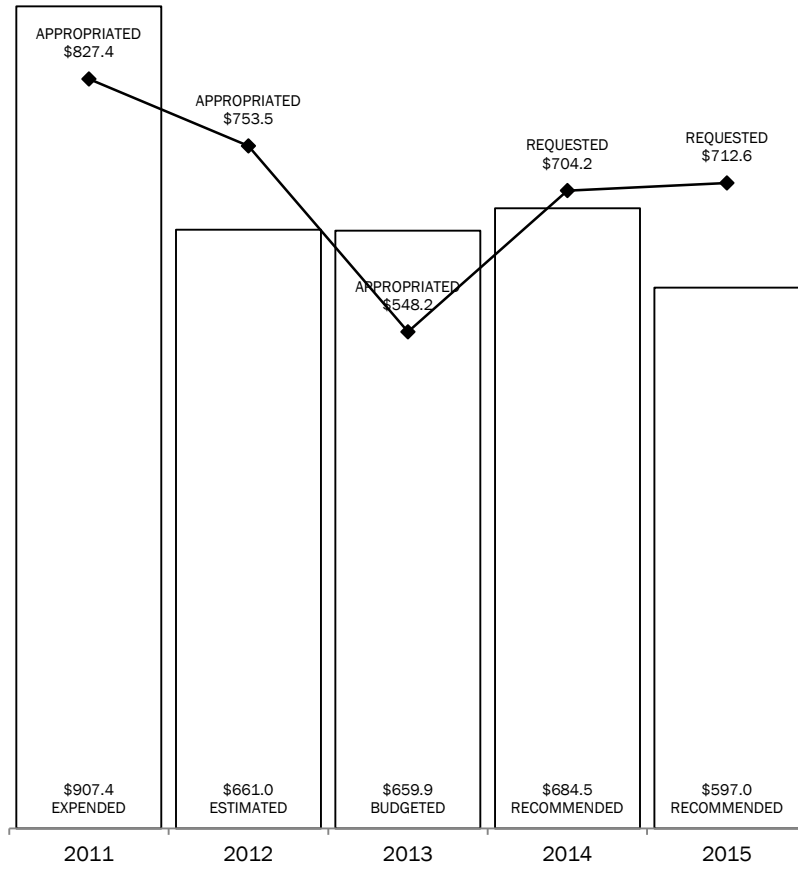 APPROPRIATED
$827.4
APPROPRIATED
$753.5
APPROPRIATED
$548.2
REQUESTED
$704.2
REQUESTED
$712.6
$907.4
EXPENDED
$661.0
ESTIMATED
$659.9
BUDGETED
$684.5
RECOMMENDED
$597.0
RECOMMENDED
2011
2012
2013
2014
2015